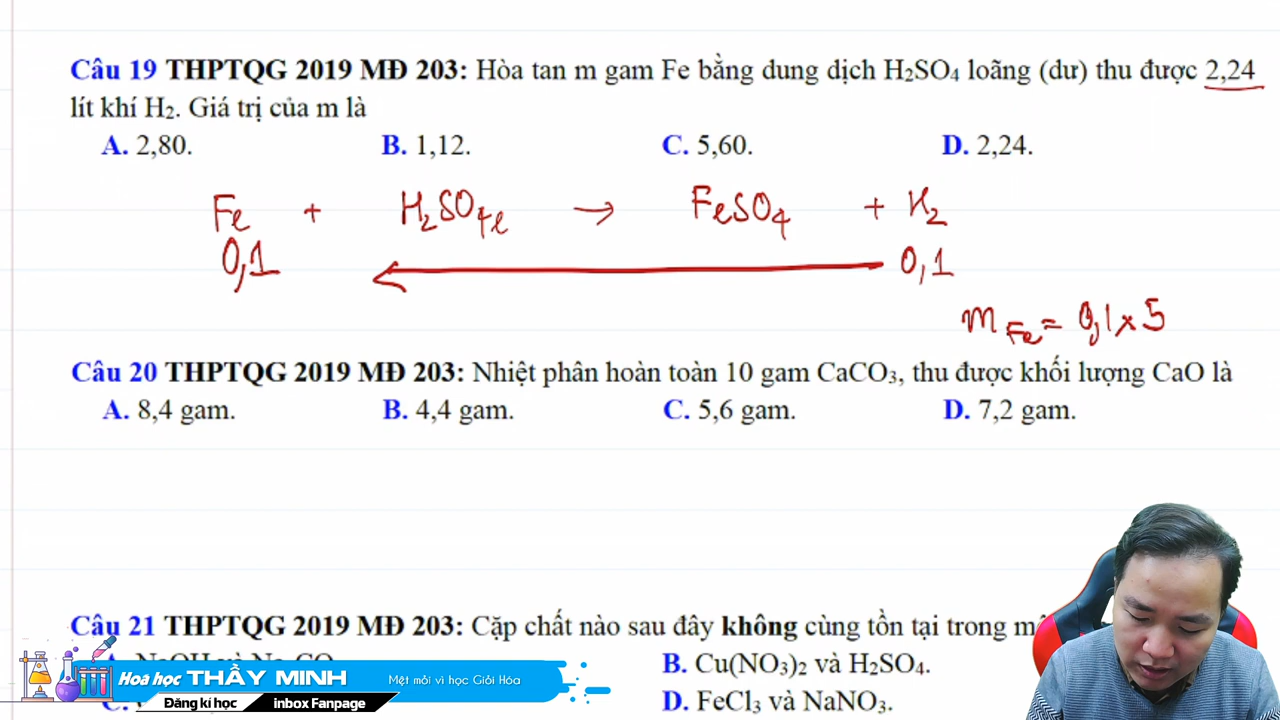 Câu 19 THPTQG 2019 MĐ 203: Hòa tan m gam Fe bằng dung dịch H₂SO₄ loãng (dư) thu được 2,24
lít khí H₂. Giá trị của m là
A. 2,80. B. 1,12. C. 5,60. D. 2,24.
Fe + H₂SO₄ℓ → FeSO₄ + H₂
0,1 0,1
m Fe = 0,1 x 5
Câu 20 THPTQG 2019 MĐ 203: Nhiệt phân hoàn toàn 10 gam CaCO₃, thu được khối lượng CaO là
A. 8,4 gam. B. 4,4 gam. C. 5,6 gam. D. 7,2 gam.
Câu 21 THPTQG 2019 MĐ 203: Cặp chất nào sau đây không cùng tồn tại trong
NaOH và B. Cu(NO₃)₂ và H₂SO₄.
D. FeCl₃ và NaNO₃.
Hoá học THẦY MINH Mệt mỏi vì học Giỏi Hóa
Đăng kí học inbox Fanpage